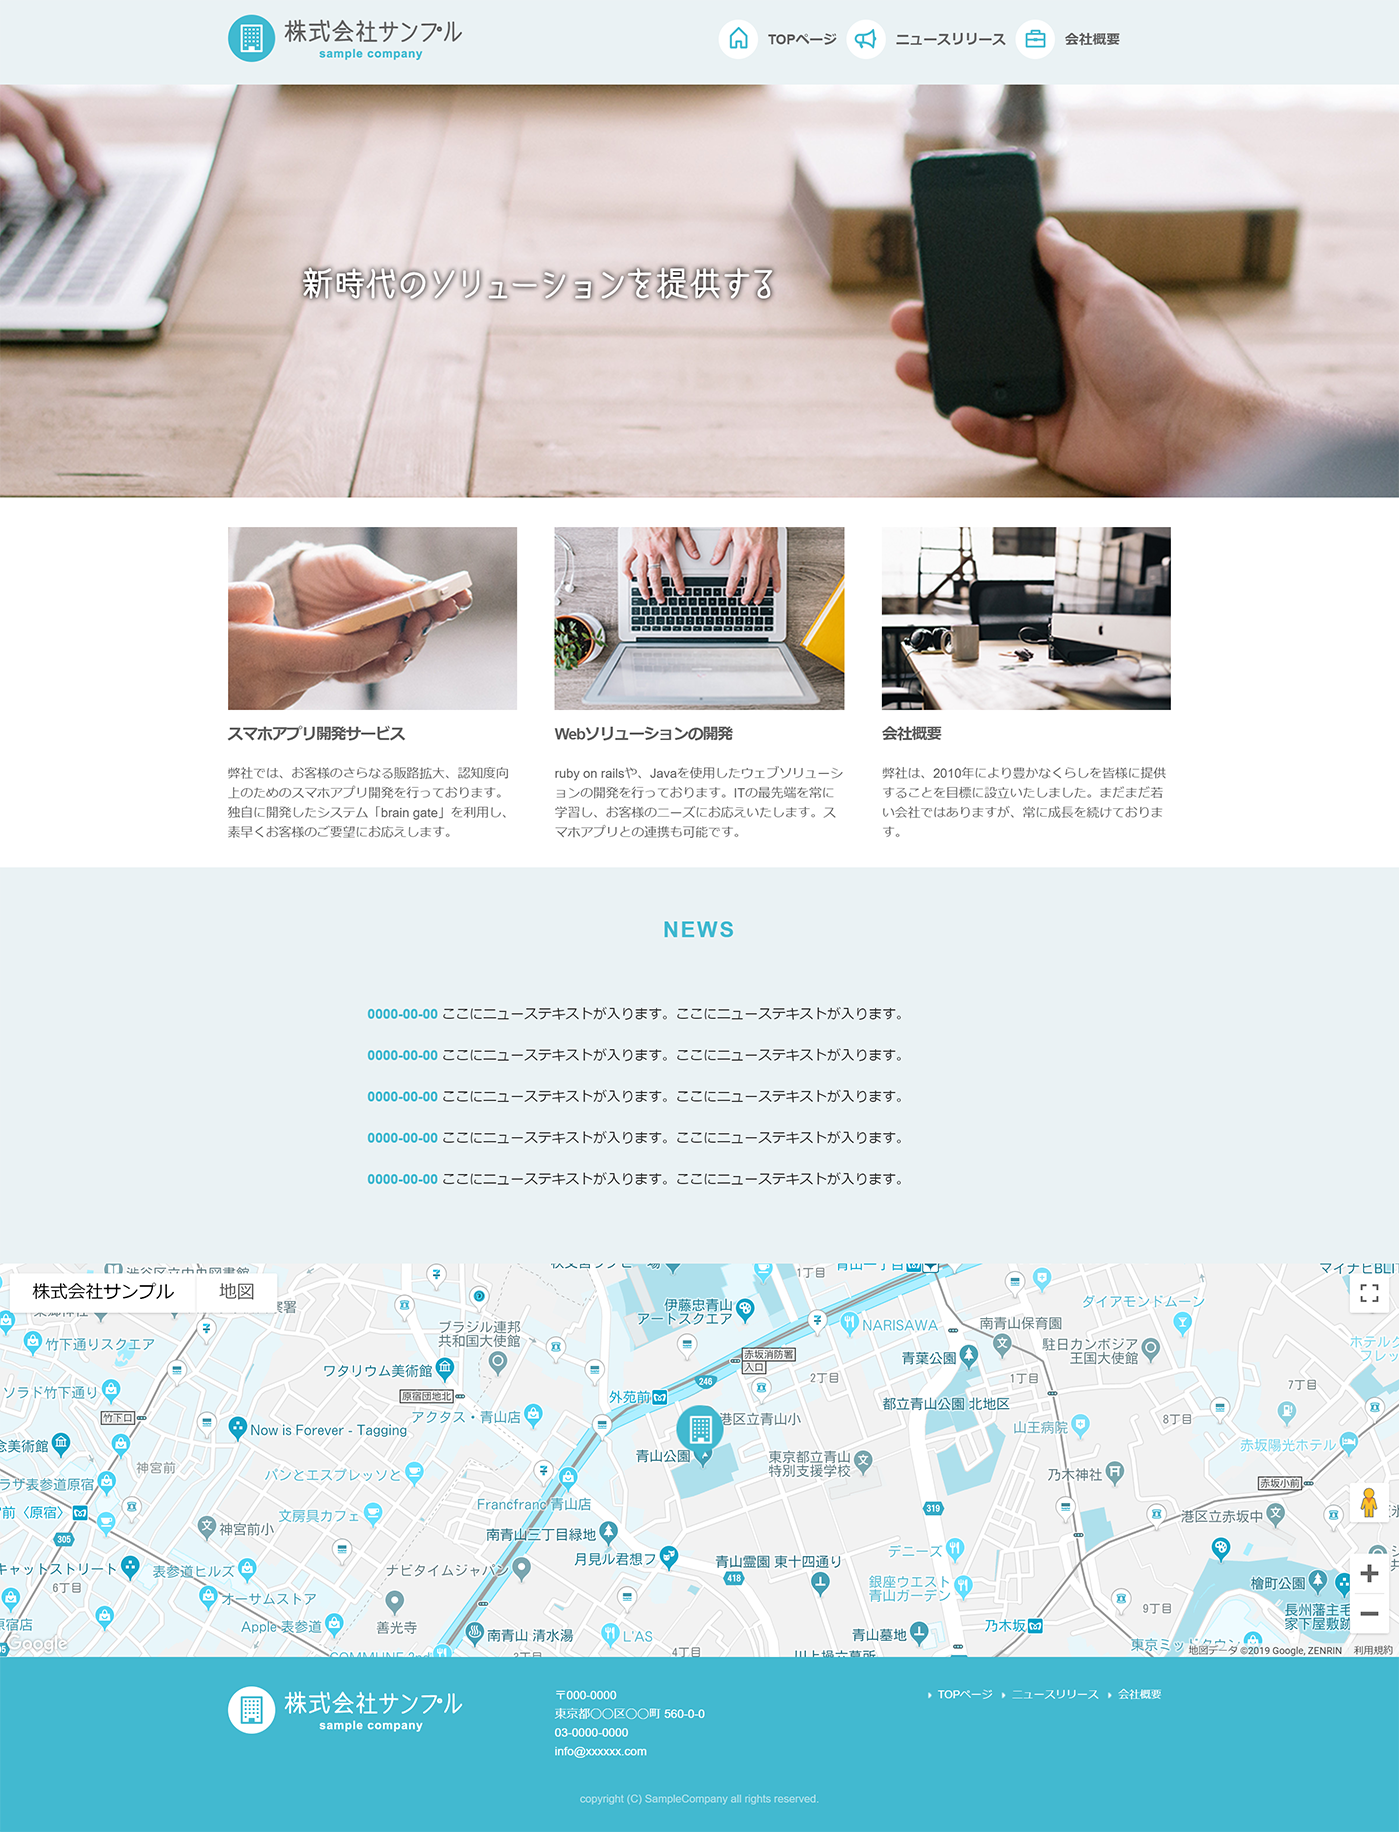 株式会社サンプル
sample company
TOPページ
ニュースリリース
会社概要
新時代のソリューションを提供する
スマホアプリ開発サービス
弊社では、お客様のさらなる販路拡大、認知度向
上のためのスマホアプリ開発を行っております。
独自に開発したシステム「brain gate」を利用し、
素早くお客様のご要望にお応えします。
Webソリューションの開発
ruby on railsや、Javaを使用したウェブソリューシ
ョンの開発を行っております。ITの最先端を常に
学習し、お客様のニーズにお応えいたします。ス
マホアプリとの連携も可能です。
会社概要
弊社は、2010年により豊かなくらしを皆様に提供
することを目標に設立いたしました。まだまだ若
い会社ではありますが、常に成長を続けておりま
す。
NEWS
0000-00-00 ここにニューステキストが入ります。ここにニューステキストが入ります。
0000-00-00 ここにニューステキストが入ります。ここにニューステキストが入ります。
0000-00-00 ここにニューステキストが入ります。ここにニューステキストが入ります。
0000-00-00 ここにニューステキストが入ります。ここにニューステキストが入ります。
0000-00-00 ここにニューステキストが入ります。ここにニューステキストが入ります。
株式会社サンプル
地図
1丁目
マイナビBLI
伊藤忠青山
アートスクエア
ダイアモンドムーン
ブラジル連邦
共和国大使館
NARISAWA
南青山保育園
竹下通りスクエア
駐日カンボジア
王国大使館
赤坂消防署
入口
青葉公園
ワタリウム美術館
246
2丁目
1丁目
7丁目
ソラド竹下通り
原宿団地北
外苑前
都立青山公園 北地区
竹下口
アクタス・青山店
港区立青山小
8丁目
Now is Forever - Tagging
山王病院
念美術館
青山公園
東京都立青山
特別支援学校
赤坂陽光ホテル
神宮前
パンとエスプレッソと
乃木神社
ラザ表参道原宿
赤坂小前
Francfranc 青山店
319
前〈原宿〉
文房具カフェ
港区立赤坂中
神宮前小
南青山三丁目緑地
305
月見ル君想フ
デニーズ
キャットストリート
表参道ヒルズ
ナビタイムジャパン
青山霊園 東十四通り
418
6丁目
銀座ウエスト
青山ガーデン
檜町公園
オーサムストア
9丁目
長州藩主毛
家下屋敷跡
原宿店
Apple 表参道
善光寺
南青山 清水湯
L'AS
青山墓地
乃木坂
Google
4丁目
東京ミッドタウン
地図データ ©2019 Google, ZENRIN
利用規約
株式会社サンプル
sample company
〒000-0000
東京都〇〇区〇〇町 560-0-0
03-0000-0000
info@xxxxxx.com
TOPページ
ニュースリリース
会社概要
copyright (C) SampleCompany all rights reserved.